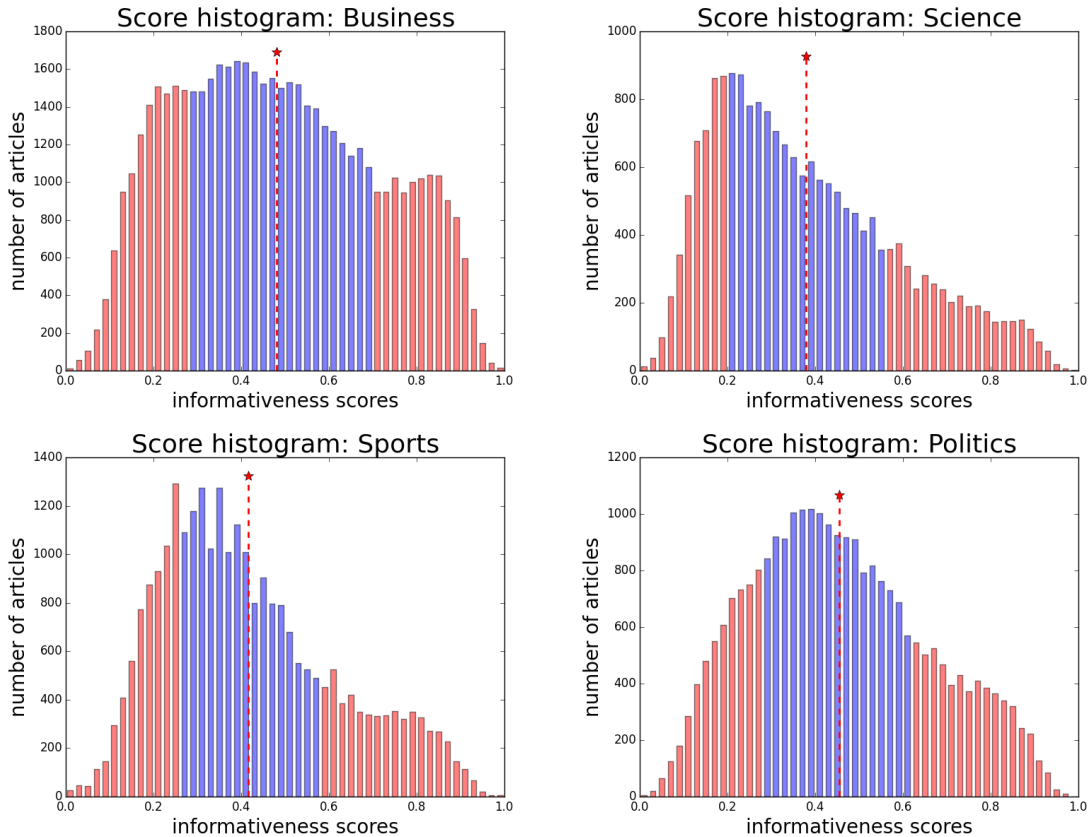 Score histogram: Business
number of articles
1800
1600
1400
1200
1000
800
600
400
200
0
0.0 0.2 0.4 0.6 0.8 1.0
informativeness scores
Score histogram: Science
number of articles
1000
800
600
400
200
0
0.0 0.2 0.4 0.6 0.8 1.0
informativeness scores
Score histogram: Sports
number of articles
1400
1200
1000
800
600
400
200
0
0.0 0.2 0.4 0.6 0.8 1.0
informativeness scores
Score histogram: Politics
number of articles
1200
1000
800
600
400
200
0
0.0 0.2 0.4 0.6 0.8 1.0
informativeness scores